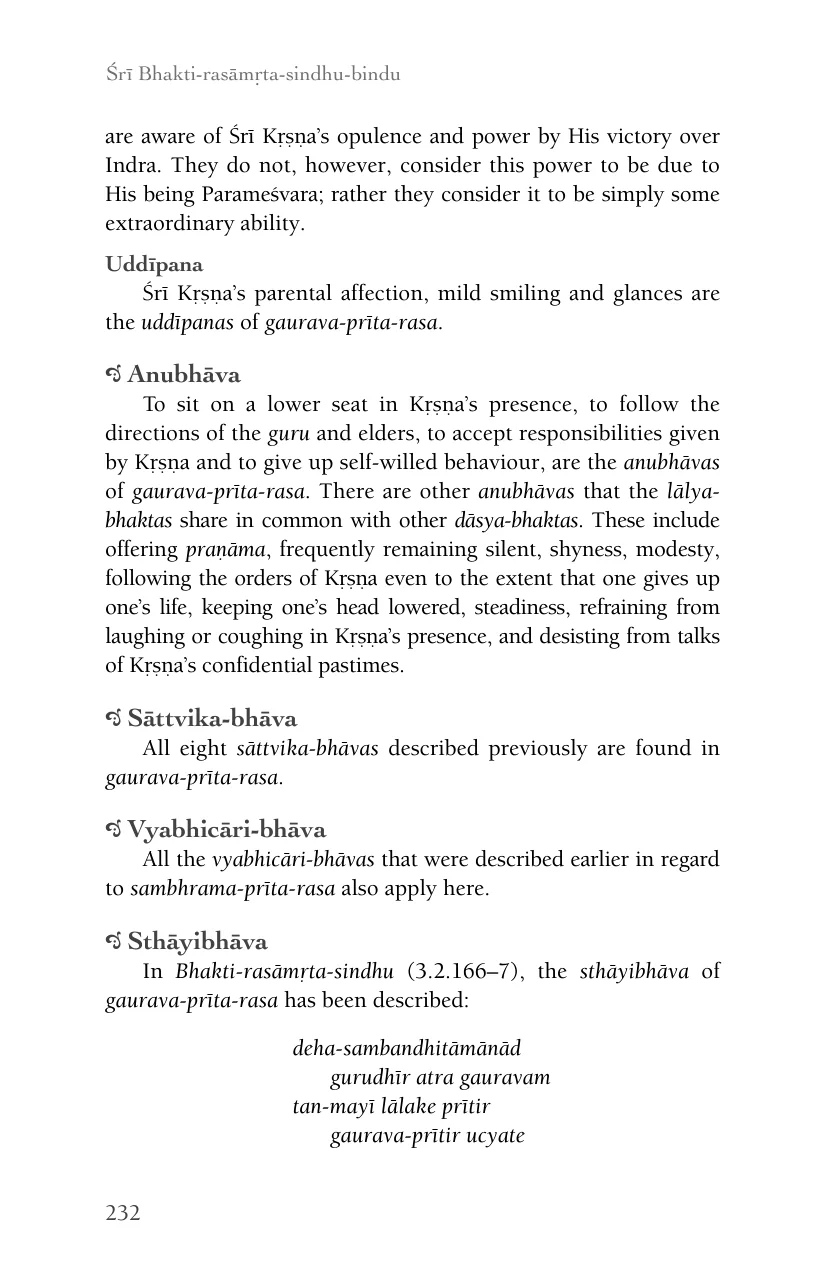 Śrī Bhakti-rasāmṛta-sindhu-bindu
are aware of Śrī Kṛṣṇa’s opulence and power by His victory over
Indra. They do not, however, consider this power to be due to
His being Parameśvara; rather they consider it to be simply some
extraordinary ability.
Uddīpana
Śrī Kṛṣṇa’s parental affection, mild smiling and glances are
the uddīpanas of gaurava-prīta-rasa.
Anubhāva
To sit on a lower seat in Kṛṣṇa’s presence, to follow the
directions of the guru and elders, to accept responsibilities given
by Kṛṣṇa and to give up self-willed behaviour, are the anubhāvas
of gaurava-prīta-rasa. There are other anubhāvas that the lālya-
bhaktas share in common with other dāsya-bhaktas. These include
offering praṇāma, frequently remaining silent, shyness, modesty,
following the orders of Kṛṣṇa even to the extent that one gives up
one’s life, keeping one’s head lowered, steadiness, refraining from
laughing or coughing in Kṛṣṇa’s presence, and desisting from talks
of Kṛṣṇa’s confidential pastimes.
Sāttvika-bhāva
All eight sāttvika-bhāvas described previously are found in
gaurava-prīta-rasa.
Vyabhicāri-bhāva
All the vyabhicāri-bhāvas that were described earlier in regard
to sambhrama-prīta-rasa also apply here.
Sthāyibhāva
In Bhakti-rasāmṛta-sindhu (3.2.166–7), the sthāyibhāva of
gaurava-prīta-rasa has been described:
deha-sambandhitāmānād
gurudhīr atra gauravam
tan-mayī lālake prītir
gaurava-prītir ucyate
232